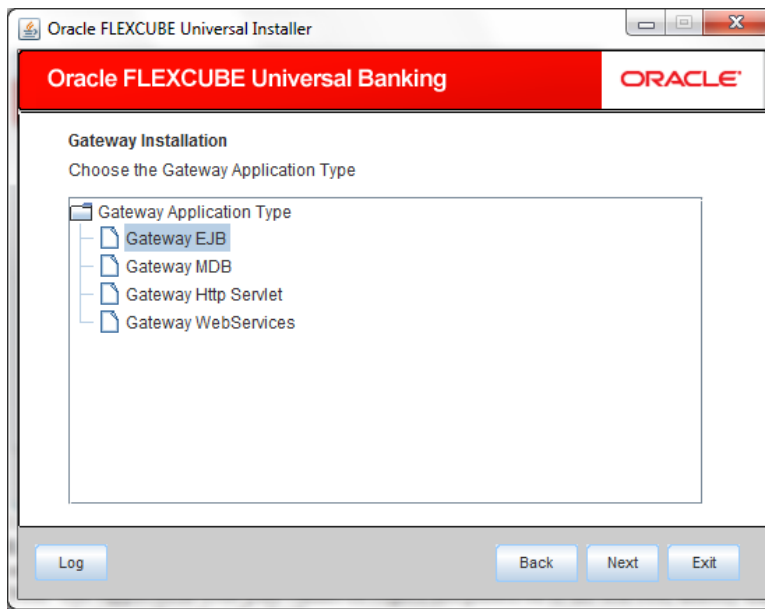 Oracle FLEXCUBE Universal Installer
Oracle FLEXCUBE Universal Banking
ORACLE
Gateway Installation
Choose the Gateway Application Type
Gateway Application Type
Gateway EJB
Gateway MDB
Gateway Http Servlet
Gateway WebServices
Log Back Next Exit